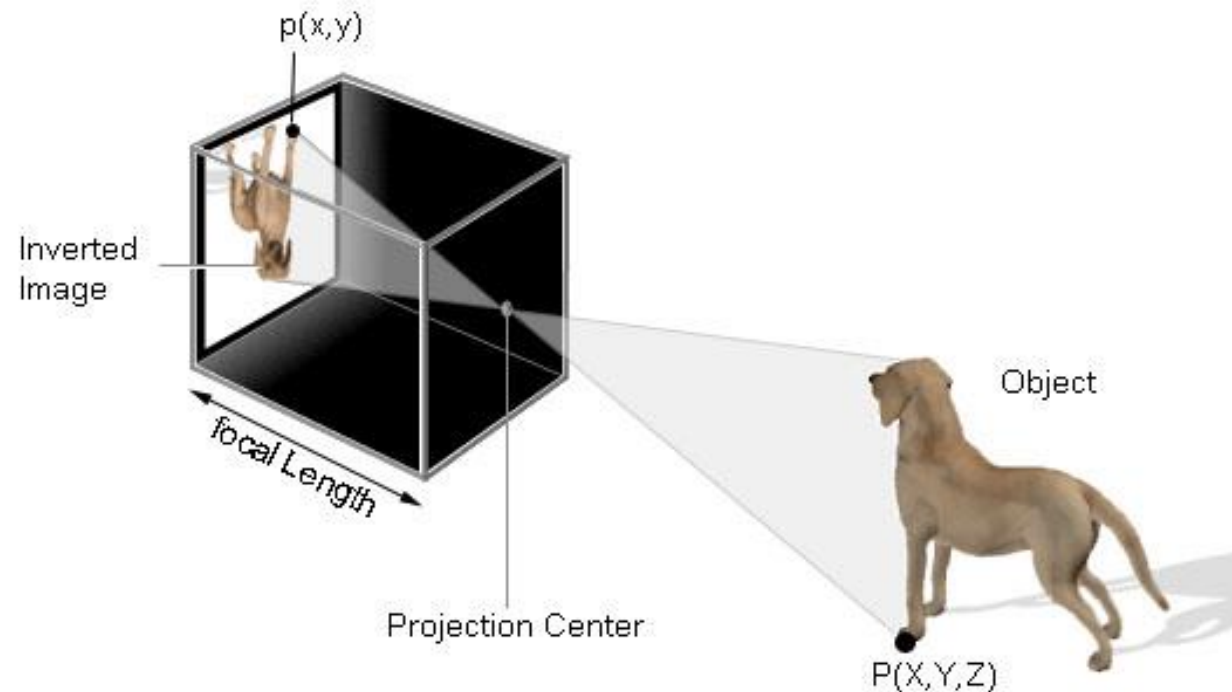 p(x,y)
Inverted
Image
focal Length
Object
Projection Center
P(X,Y,Z)